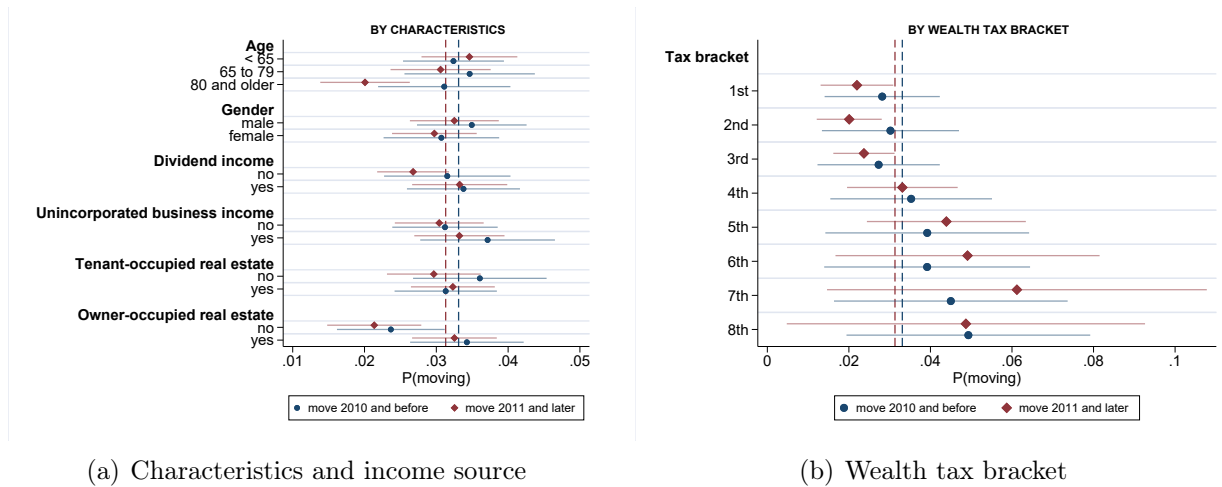 BY CHARACTERISTICS
Age
< 65
65 to 79
80 and older
Gender
male
female
Dividend income
no
yes
Unincorporated business income
no
yes
Tenant-occupied real estate
no
yes
Owner-occupied real estate
no
yes
.01 .02 .03 .04 .05
P(moving)
move 2010 and before move 2011 and later
(a) Characteristics and income source
BY WEALTH TAX BRACKET
Tax bracket
1st
2nd
3rd
4th
5th
6th
7th
8th
0 .02 .04 .06 .08 .1
P(moving)
move 2010 and before move 2011 and later
(b) Wealth tax bracket